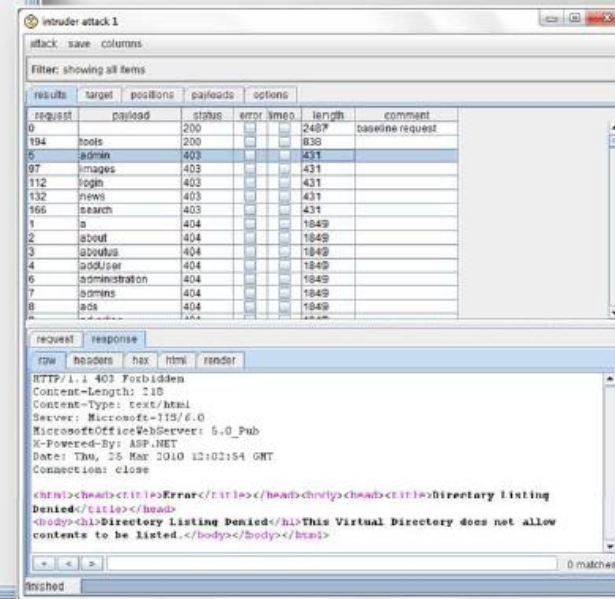 intruder attack 1
attack save columns
Filter: showing all items
results target positions payloads options
request payload status error timeo length comment
0 200 2487 baseline request
194 tools 200 838
5 admin 403 431
97 images 403 431
112 login 403 431
132 news 403 431
166 search 403 431
1 a 404 1849
2 about 404 1849
3 aboutus 404 1849
4 addUser 404 1849
6 administration 404 1849
7 admins 404 1849
8 ads 404 1849
request response
raw headers hex html render
HTTP/1.1 403 Forbidden
Content-Length: 218
Content-Type: text/html
Server: Microsoft-IIS/6.0
MicrosoftOfficeWebServer: 5.0_Pub
X-Powered-By: ASP.NET
Date: Thu, 25 Mar 2010 12:02:54 GMT
Connection: close
<html><head><title>Error</title></head><body><head><title>Directory Listing
Denied</title></head>
<body><h1>Directory Listing Denied</h1>This Virtual Directory does not allow
contents to be listed.</body></body></html>
+ < > 0 matches
finished